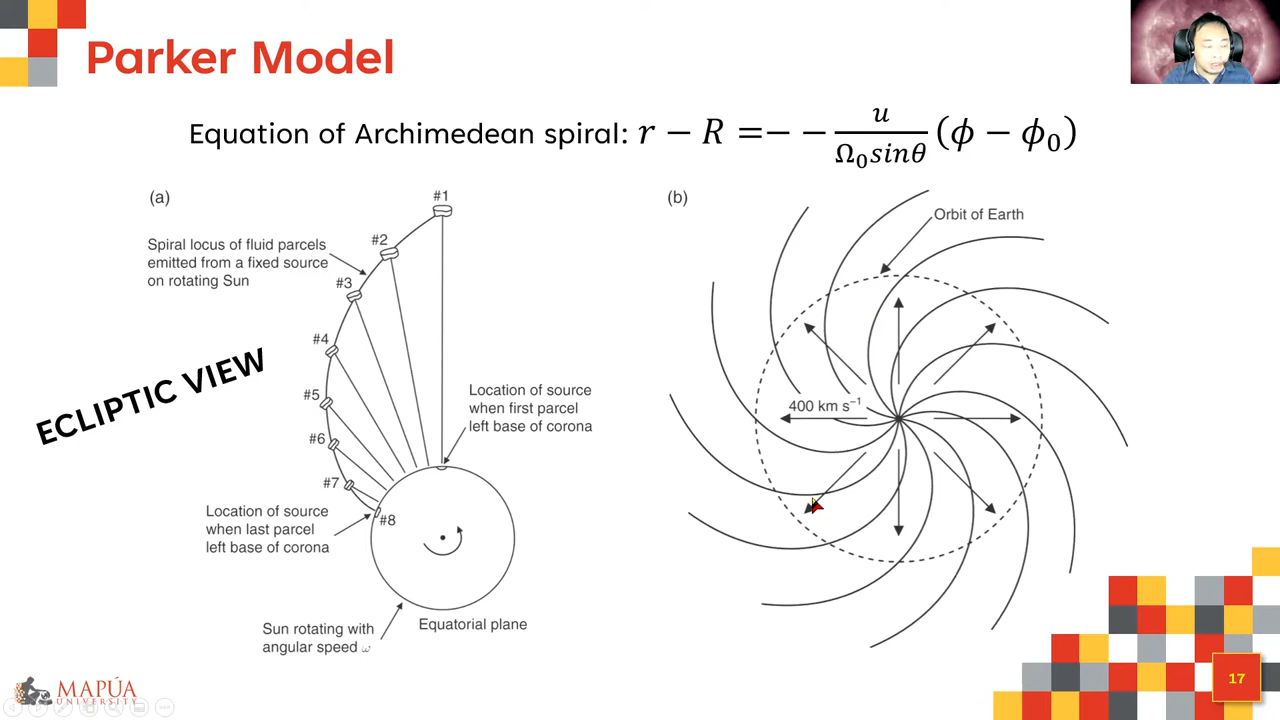 Parker Model
Equation of Archimedean spiral: r − R =− − u/(Ω₀sinθ) (ϕ − ϕ₀)
(a)
#1
#2
Spiral locus of fluid parcels
emitted from a fixed source
on rotating Sun
#3
#4
ECLIPTIC VIEW
#5
Location of source
when first parcel
left base of corona
#6
#7
Location of source
when last parcel
left base of corona
#8
Sun rotating with
angular speed ω
Equatorial plane
(b)
Orbit of Earth
400 km s⁻¹
MAPÚA
UNIVERSITY
17